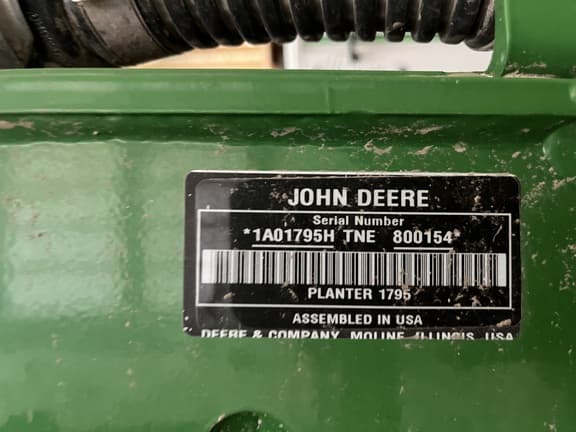 JOHN DEERE
Serial Number
*1A01795H TNE 800154*
PLANTER 1795
ASSEMBLED IN USA
DEERE & COMPANY, MOLINE, ILLINOIS, USA